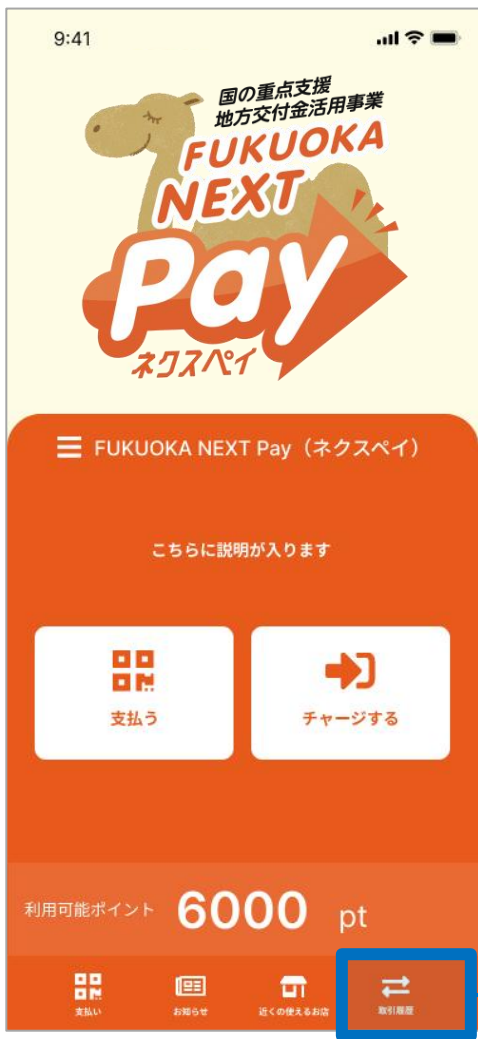 9:41
国の重点支援
地方交付金活用事業
FUKUOKA
NEXT
Pay
ネクスペイ
FUKUOKA NEXT Pay（ネクスペイ）
こちらに説明が入ります
支払う
チャージする
利用可能ポイント 6000 pt
支払い
お知らせ
近くの使えるお店
取引履歴